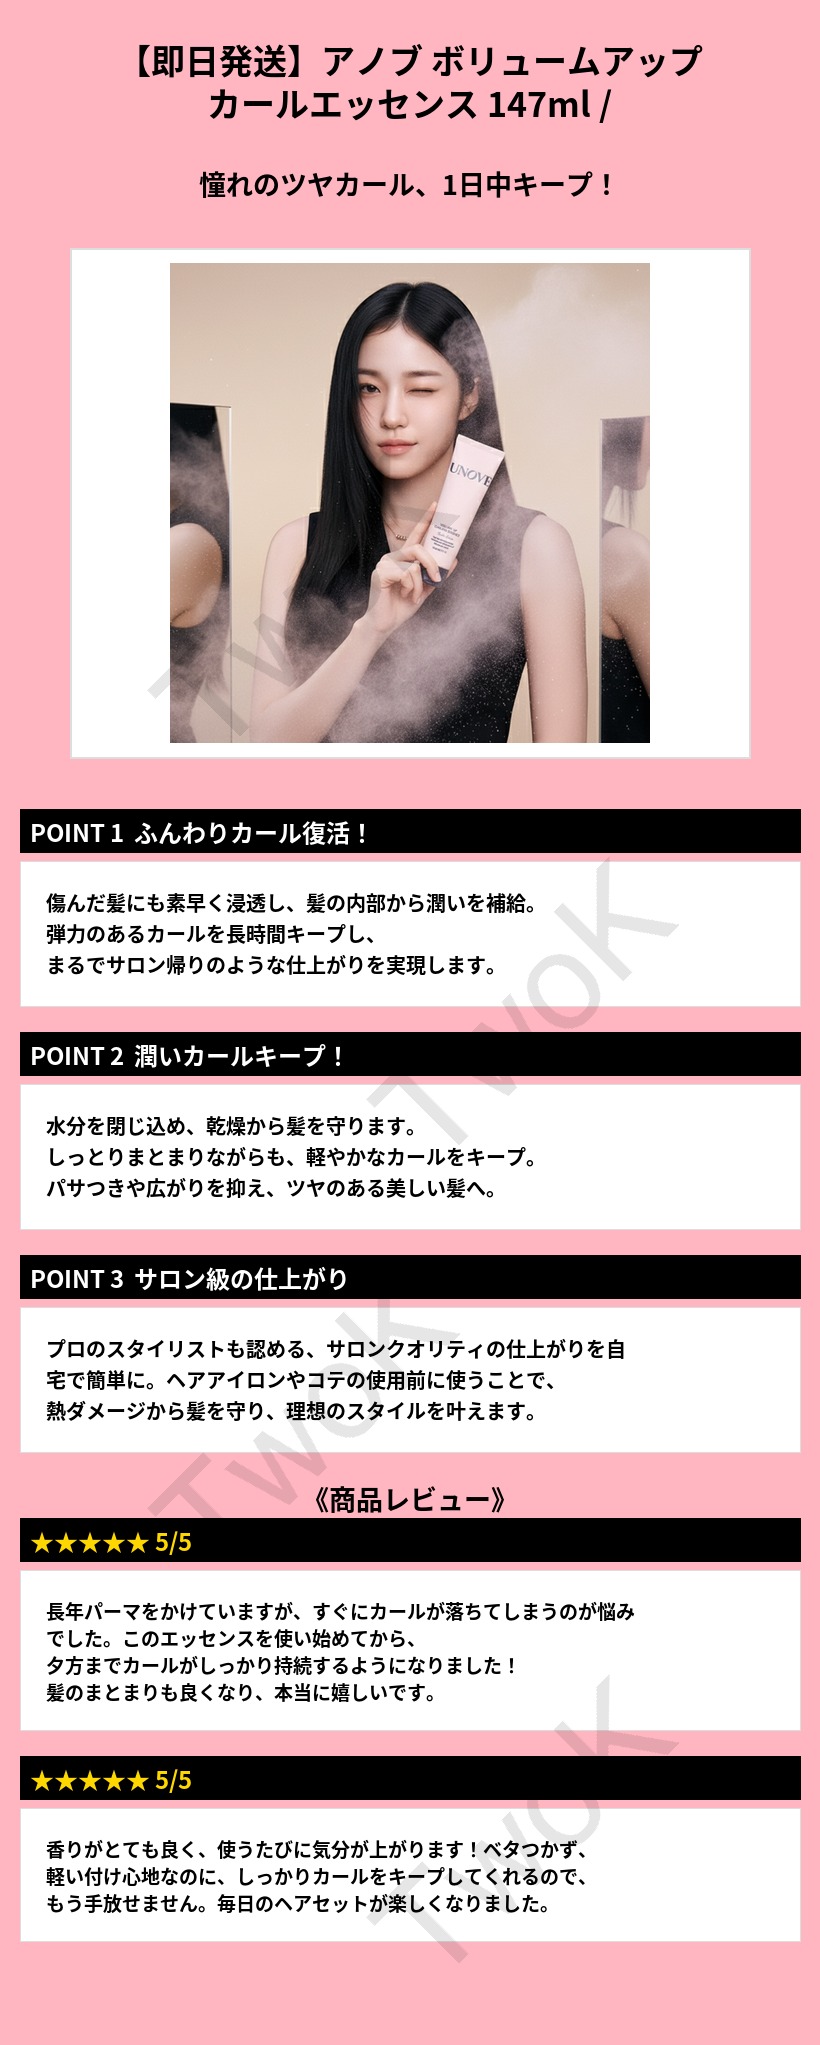 【即日発送】アノブ ボリュームアップ
カールエッセンス 147ml /
憧れのツヤカール、1日中キープ！
UNOVE
TwoK
POINT 1 ふんわりカール復活！
傷んだ髪にも素早く浸透し、髪の内部から潤いを補給。
弾力のあるカールを長時間キープし、
まるでサロン帰りのような仕上がりを実現します。
TwoK
POINT 2 潤いカールキープ！
水分を閉じ込め、乾燥から髪を守ります。
しっとりまとまりながらも、軽やかなカールをキープ。
パサつきや広がりを抑え、ツヤのある美しい髪へ。
POINT 3 サロン級の仕上がり
プロのスタイリストも認める、サロンクオリティの仕上がりを自
宅で簡単に。ヘアアイロンやコテの使用前に使うことで、
熱ダメージから髪を守り、理想のスタイルを叶えます。
TwoK
《商品レビュー》
★★★★★ 5/5
長年パーマをかけていますが、すぐにカールが落ちてしまうのが悩み
でした。このエッセンスを使い始めてから、
夕方までカールがしっかり持続するようになりました！
髪のまとまりも良くなり、本当に嬉しいです。
★★★★★ 5/5
香りがとても良く、使うたびに気分が上がります！ベタつかず、
軽い付け心地なのに、しっかりカールをキープしてくれるので、
もう手放せません。毎日のヘアセットが楽しくなりました。
TwoK